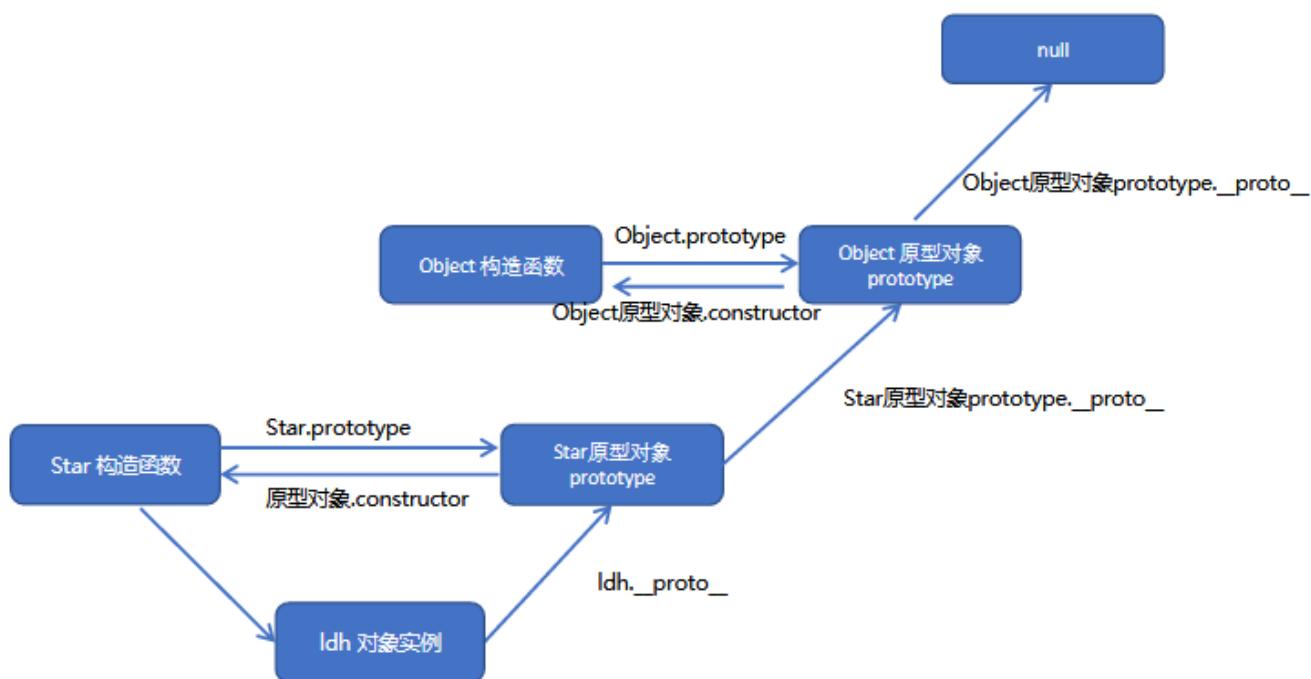 null
Object原型对象prototype.__proto__
Object.prototype
Object 构造函数
Object 原型对象
prototype
Object原型对象.constructor
Star原型对象prototype.__proto__
Star.prototype
Star 构造函数
Star原型对象
prototype
原型对象.constructor
ldh.__proto__
ldh 对象实例